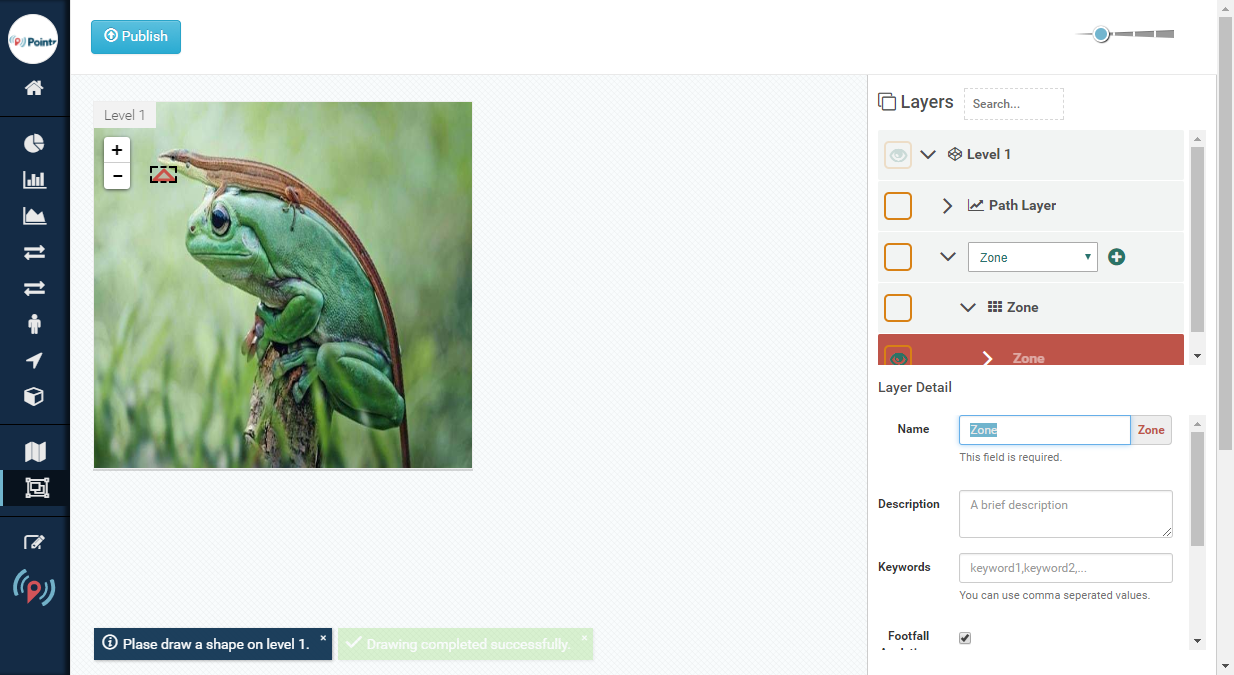 Pointr
Publish
Level 1
+
−
Layers
Search...
Level 1
Path Layer
Zone
Zone
Zone
Layer Detail
Name
Zone
Zone
This field is required.
Description
A brief description
Keywords
keyword1,keyword2,...
You can use comma seperated values.
Footfall
Plase draw a shape on level 1.
×
Drawing completed successfully.
×